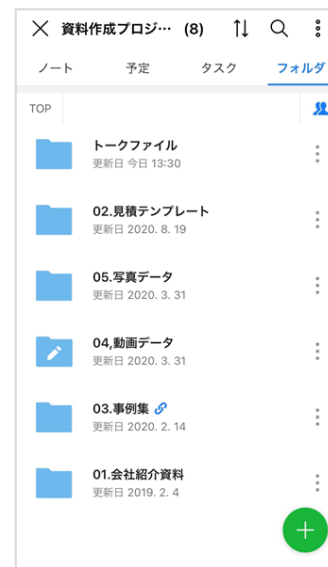 資料作成プロジ… (8)
ノート 予定 タスク フォルダ
TOP
トークファイル
更新日 今日 13:30
02.見積テンプレート
更新日 2020. 8. 19
05.写真データ
更新日 2020. 3. 31
04,動画データ
更新日 2020. 3. 31
03.事例集
更新日 2020. 2. 14
01.会社紹介資料
更新日 2019. 2. 4